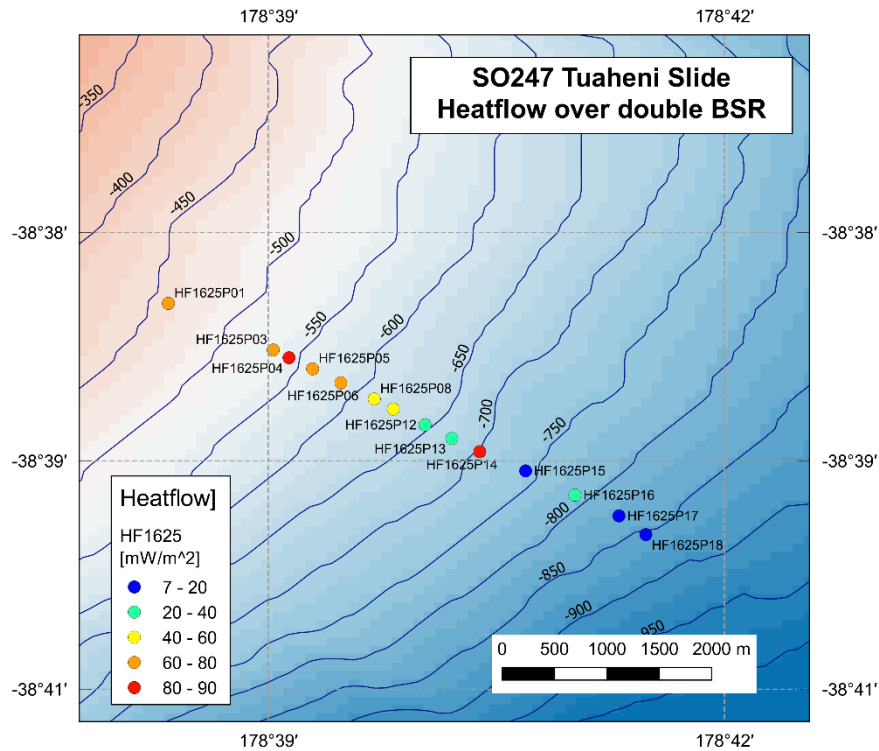 178°39′ 178°42′
SO247 Tuaheni Slide
Heatflow over double BSR
-350
-400
-450
-500
-550
-600
-650
-700
-750
-800
-850
-900
-950
-38°38′ -38°38′
HF1625P01
HF1625P03
HF1625P04
HF1625P05
HF1625P06
HF1625P08
HF1625P12
HF1625P13
HF1625P14
HF1625P15
HF1625P16
HF1625P17
HF1625P18
-38°39′ -38°39′
Heatflow]
HF1625
[mW/m^2]
7 - 20
20 - 40
40 - 60
60 - 80
80 - 90
0 500 1000 1500 2000 m
-38°41′ -38°41′
178°39′ 178°42′